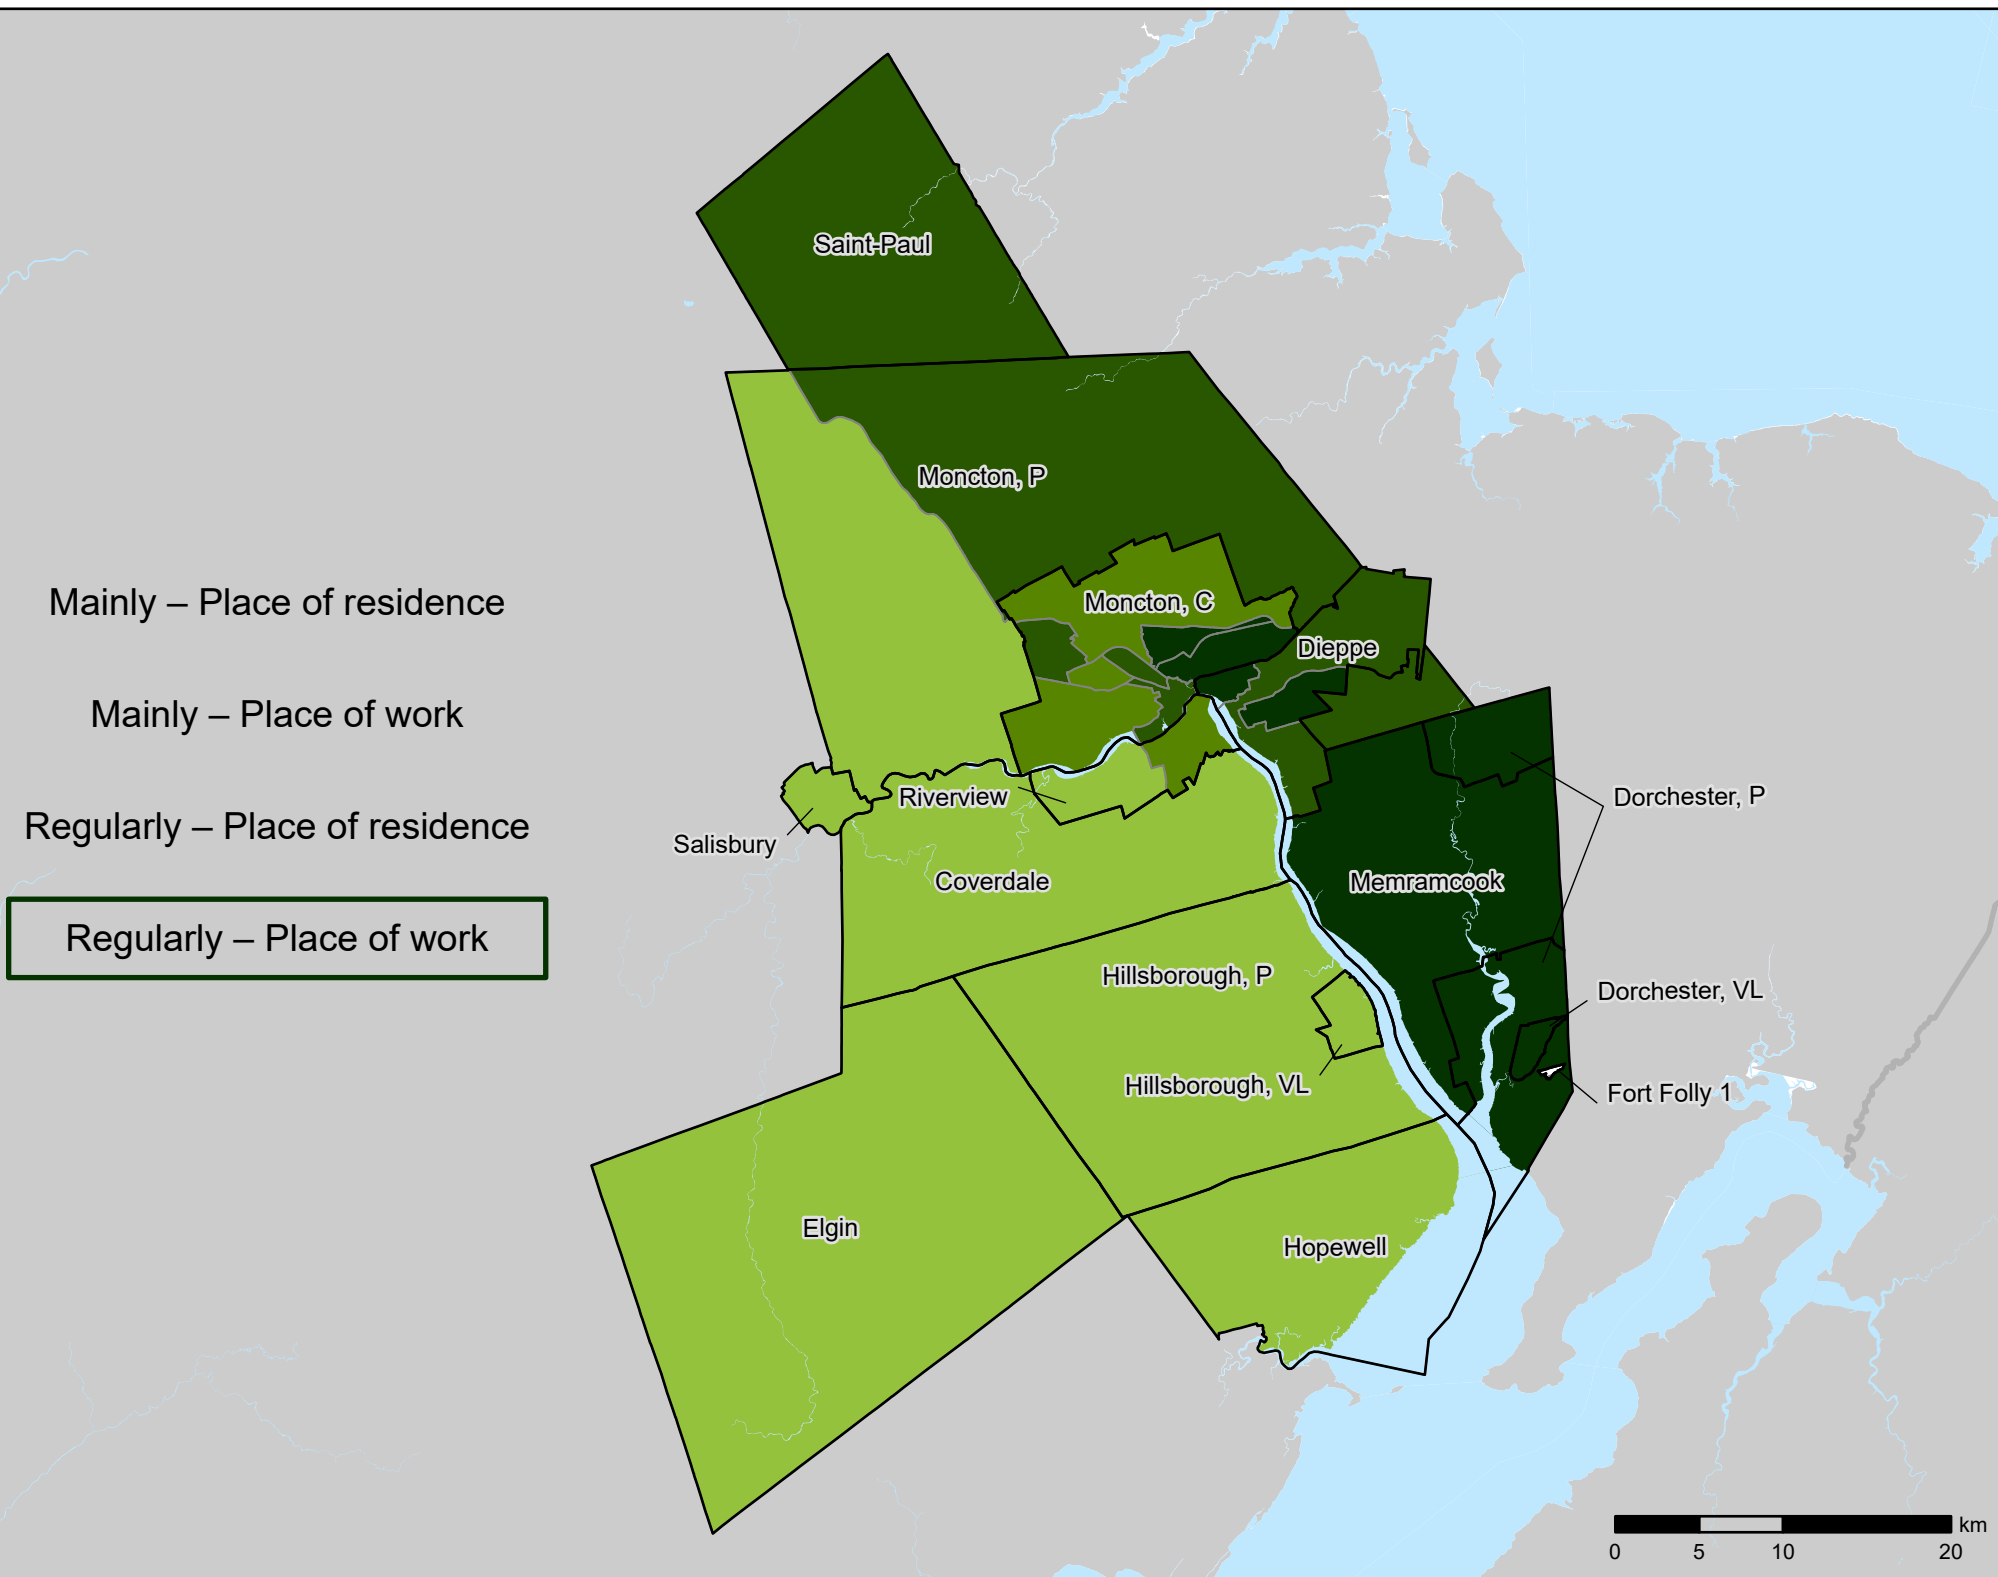 Saint-Paul
Moncton, P
Mainly – Place of residence
Moncton, C
Dieppe
Mainly – Place of work
Riverview
Dorchester, P
Regularly – Place of residence
Salisbury
Coverdale
Memramcook
Regularly – Place of work
Hillsborough, P
Dorchester, VL
Hillsborough, VL
Fort Folly 1
Elgin
Hopewell
km
0 5 10 20